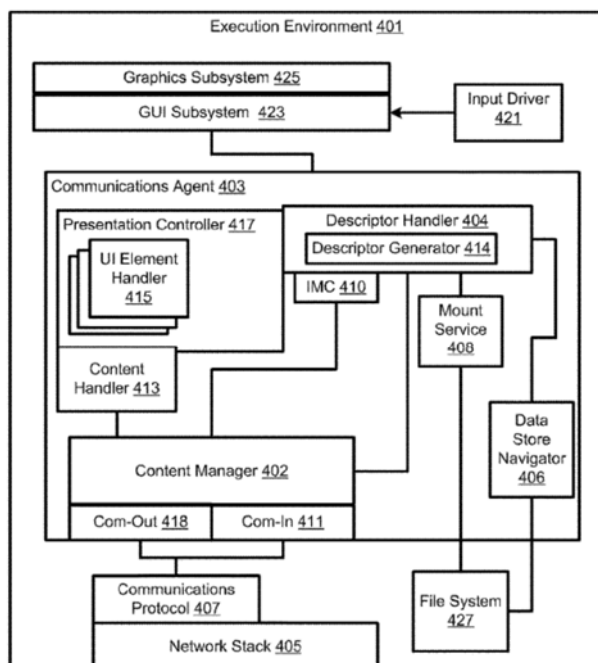 Execution Environment 401
Graphics Subsystem 425
GUI Subsystem 423
Input Driver
421
Communications Agent 403
Presentation Controller 417
Descriptor Handler 404
Descriptor Generator 414
UI Element
Handler
415
IMC 410
Mount
Service
408
Content
Handler 413
Data
Store
Navigator
406
Content Manager 402
Com-Out 418
Com-In 411
Communications
Protocol 407
File System
427
Network Stack 405